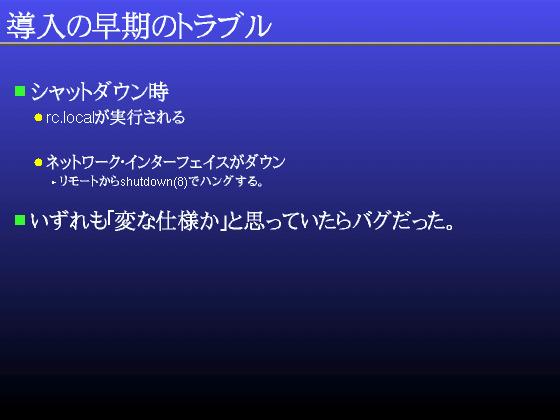 導入の早期のトラブル
シャットダウン時
rc.localが実行される
ネットワーク・インターフェイスがダウン
リモートからshutdown(8)でハングする。
いずれも「変な仕様か」と思っていたらバグだった。